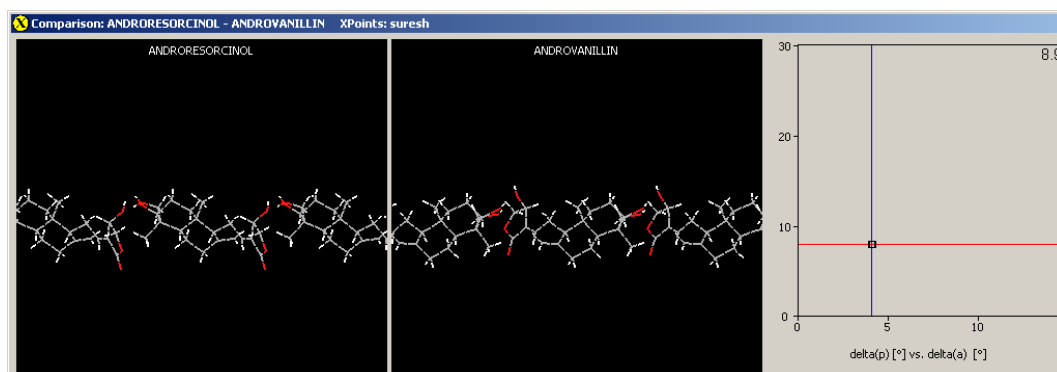 Comparison: ANDRORESORCINOL - ANDROVANILLIN XPoints: suresh
ANDRORESORCINOL
ANDROVANILLIN
30
20
10
0
0
5
10
delta(p) [°] vs. delta(a) [°]